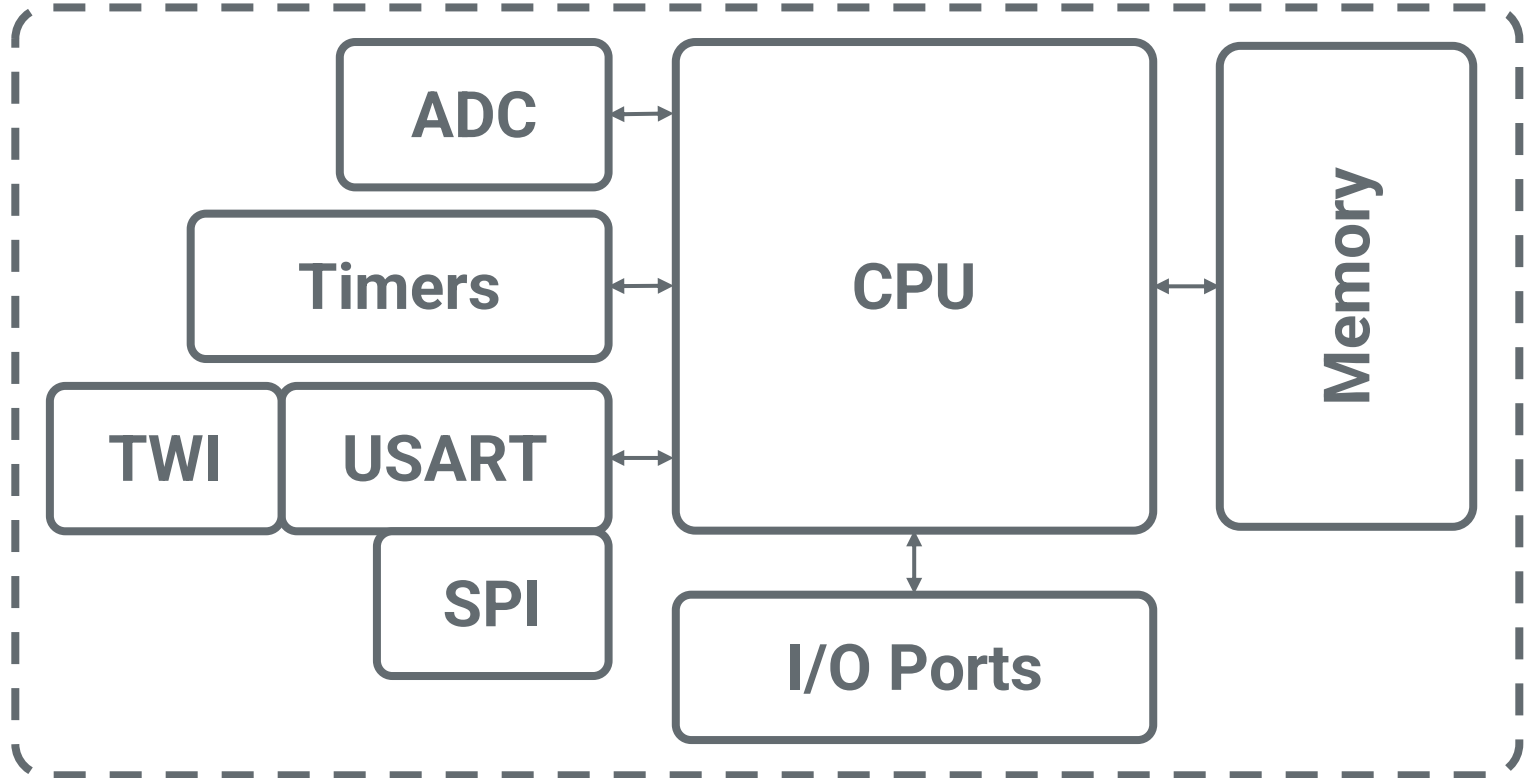 ADC
Timers
CPU
Memory
TWI
USART
SPI
I/O Ports